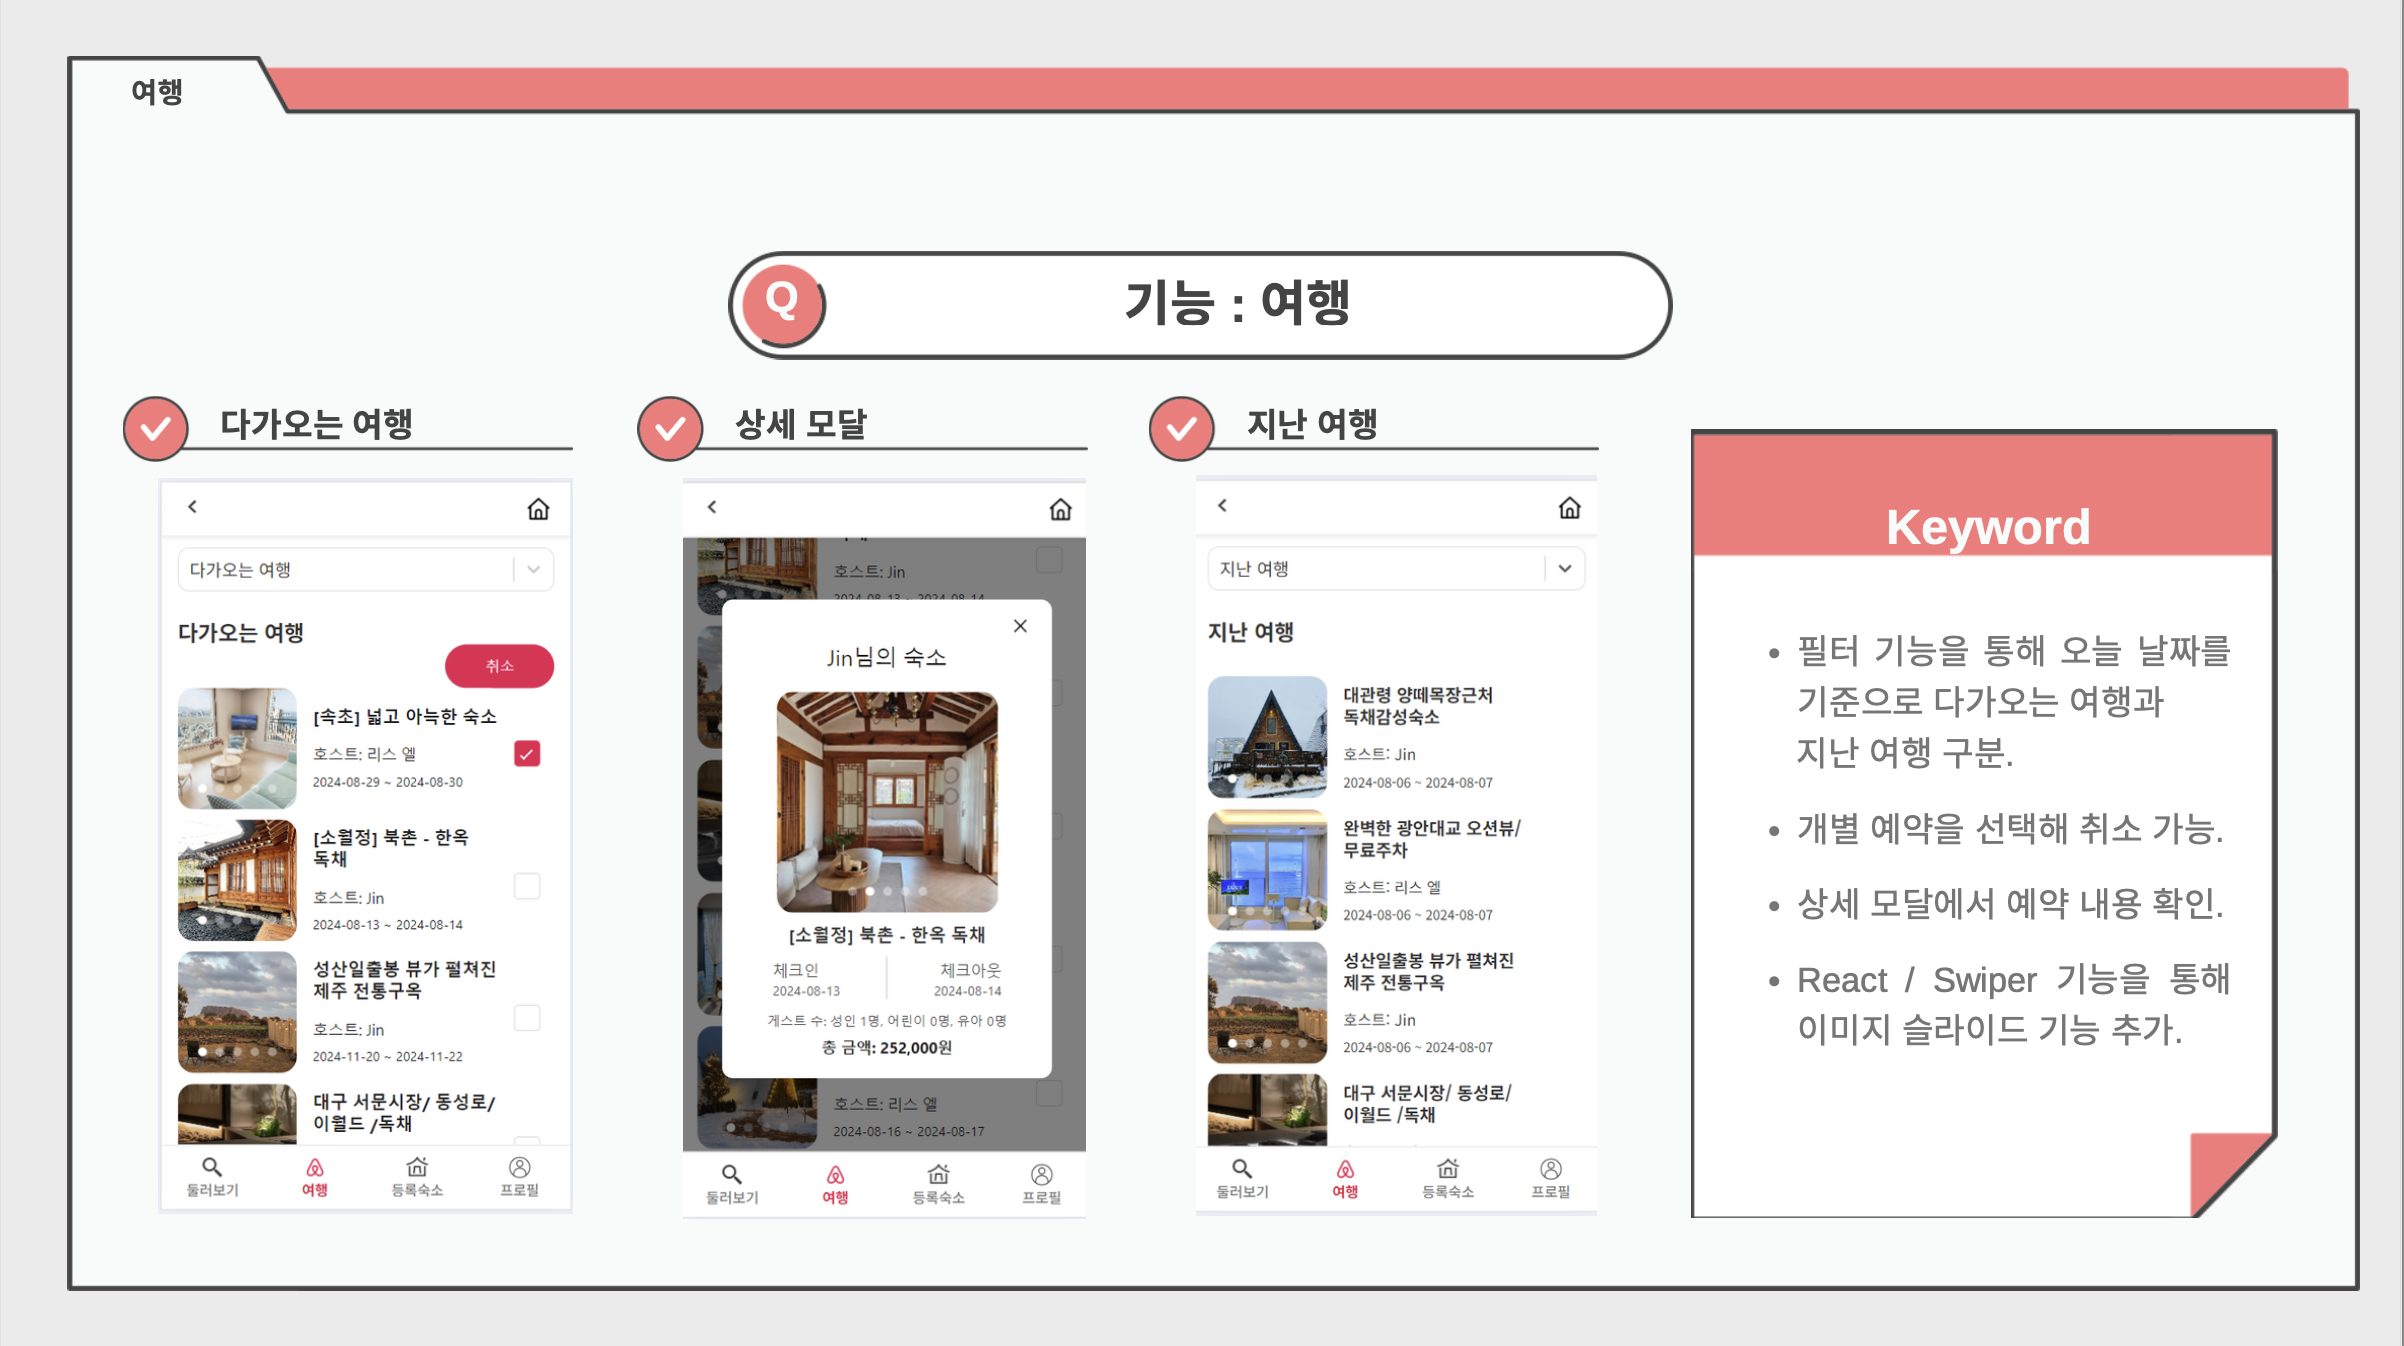 여행
Q
기능 : 여행
다가오는 여행
다가오는 여행
다가오는 여행
취소
[속초] 넓고 아늑한 숙소
호스트: 리스 엘
2024-08-29 ~ 2024-08-30
[소월정] 북촌 - 한옥
독채
호스트: Jin
2024-08-13 ~ 2024-08-14
성산일출봉 뷰가 펼쳐진
제주 전통구옥
호스트: Jin
2024-11-20 ~ 2024-11-22
대구 서문시장/ 동성로/
이월드 /독채
둘러보기
여행
등록숙소
프로필
상세 모달
호스트: Jin
2024-08-13 ~ 2024-08-14
Jin님의 숙소
[소월정] 북촌 - 한옥 독채
체크인
체크아웃
2024-08-13
2024-08-14
게스트 수: 성인 1명, 어린이 0명, 유아 0명
총 금액: 252,000원
호스트: 리스 엘
2024-08-16 ~ 2024-08-17
둘러보기
여행
등록숙소
프로필
지난 여행
지난 여행
지난 여행
대관령 양떼목장근처
독채감성숙소
호스트: Jin
2024-08-06 ~ 2024-08-07
완벽한 광안대교 오션뷰/
무료주차
호스트: 리스 엘
2024-08-06 ~ 2024-08-07
성산일출봉 뷰가 펼쳐진
제주 전통구옥
호스트: Jin
2024-08-06 ~ 2024-08-07
대구 서문시장/ 동성로/
이월드 /독채
둘러보기
여행
등록숙소
프로필
Keyword
• 필터 기능을 통해 오늘 날짜를
기준으로 다가오는 여행과
지난 여행 구분.
• 개별 예약을 선택해 취소 가능.
• 상세 모달에서 예약 내용 확인.
• React / Swiper 기능을 통해
이미지 슬라이드 기능 추가.